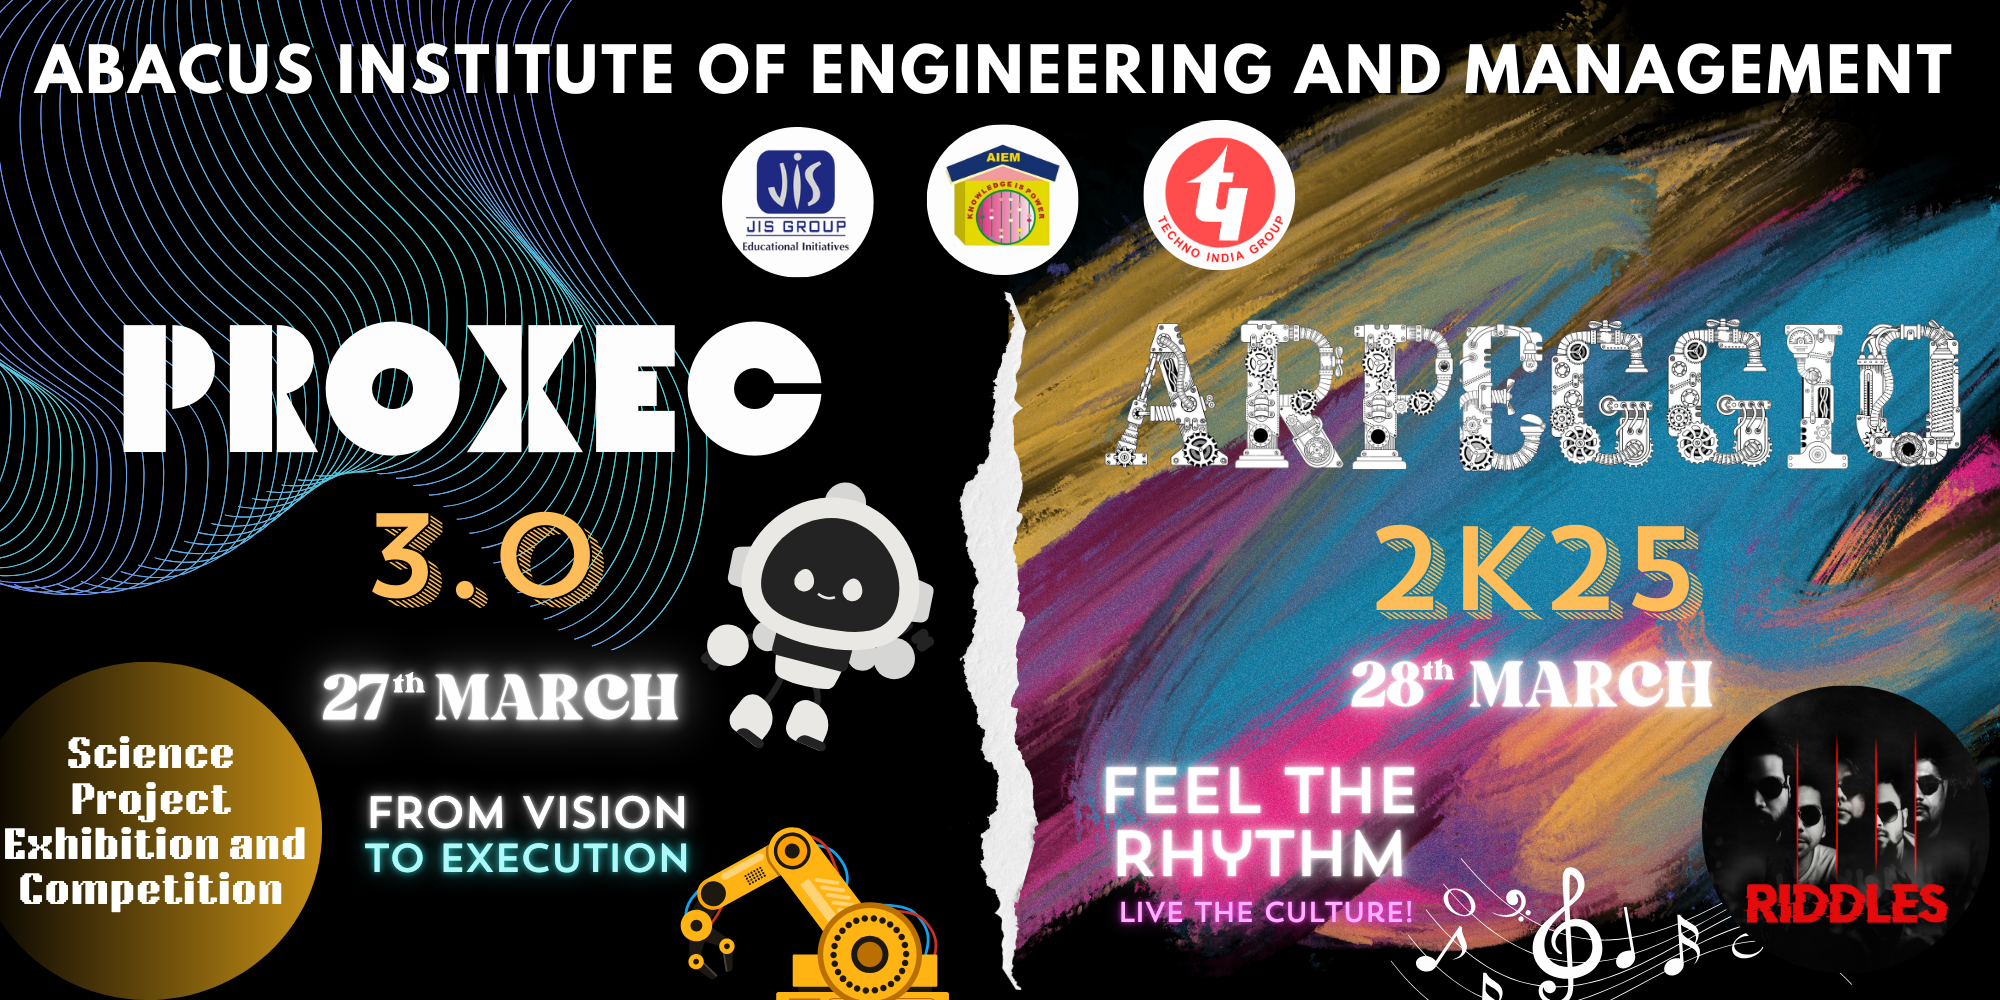 ABACUS INSTITUTE OF ENGINEERING AND MANAGEMENT
JIS
JIS GROUP
Educational Initiatives
AIEM
KNOWLEDGE IS POWER
TECHNO INDIA GROUP
PROXEC
3.0
27th MARCH
FROM VISION
TO EXECUTION
Science
Project
Exhibition and
Competition
ARPEGGIO
2K25
28th MARCH
FEEL THE
RHYTHM
LIVE THE CULTURE!
RIDDLES